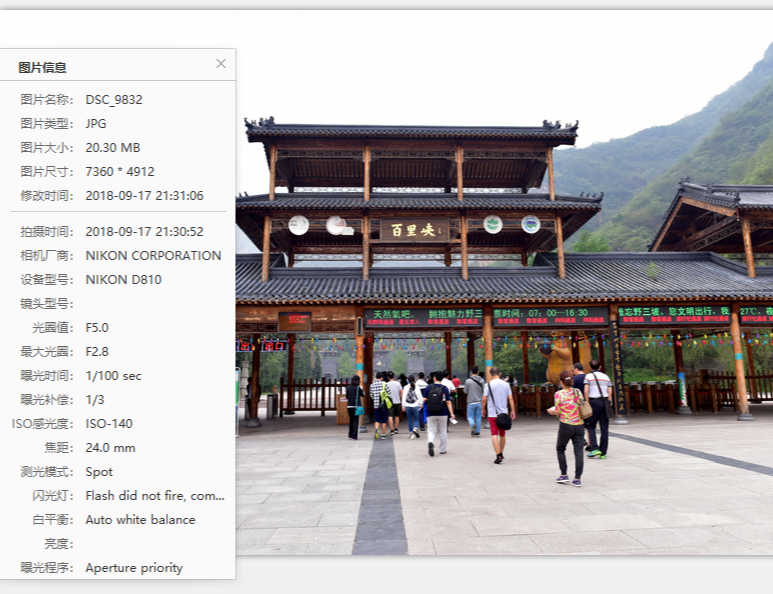 图片信息
图片名称： DSC_9832
图片类型： JPG
图片大小： 20.30 MB
图片尺寸： 7360 * 4912
修改时间： 2018-09-17 21:31:06
拍摄时间： 2018-09-17 21:30:52
相机厂商： NIKON CORPORATION
设备型号： NIKON D810
镜头型号：
光圈值： F5.0
最大光圈： F2.8
曝光时间： 1/100 sec
曝光补偿： 1/3
ISO感光度： ISO-140
焦距： 24.0 mm
测光模式： Spot
闪光灯： Flash did not fire, com...
白平衡： Auto white balance
亮度：
曝光程序： Aperture priority
百里峡
天然氧吧， 拥抱魅力野三
票时间：07：00--16:30
忘野三坡，您文明出行，我
27℃，夜